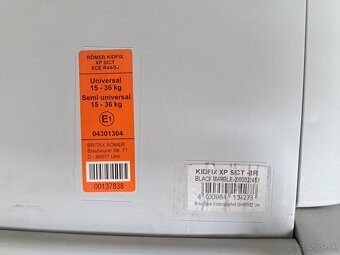 RÖMER KIDFIX
XP SICT
ECE R44/04
Universal
15 - 36 kg
Semi universal
15 - 36 kg
E1
04301304
BRITAX RÖMER
Blaubeurer Str. 71
D - 89077 Ulm
00137838
KIDFIX XP SICT -BR
BLACK MARBLE